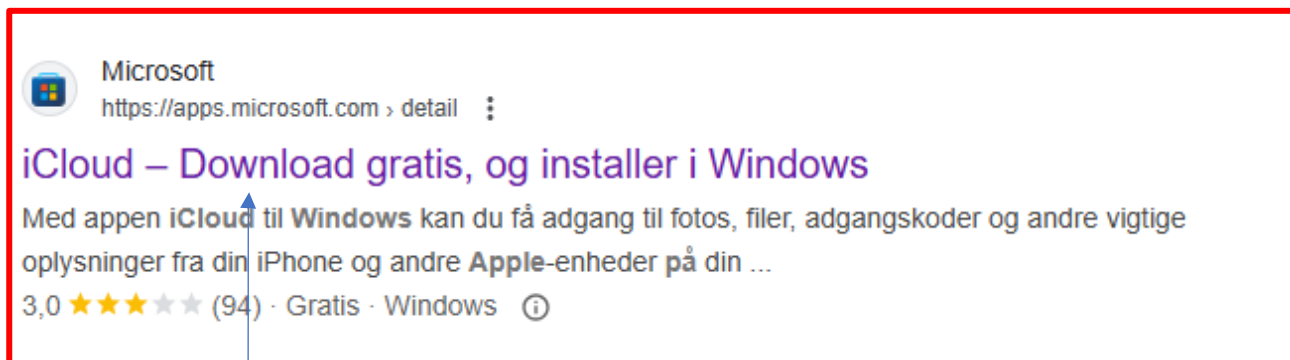 Microsoft
https://apps.microsoft.com › detail
iCloud – Download gratis, og installer i Windows
Med appen iCloud til Windows kan du få adgang til fotos, filer, adgangskoder og andre vigtige
oplysninger fra din iPhone og andre Apple-enheder på din ...
3,0 (94) · Gratis · Windows